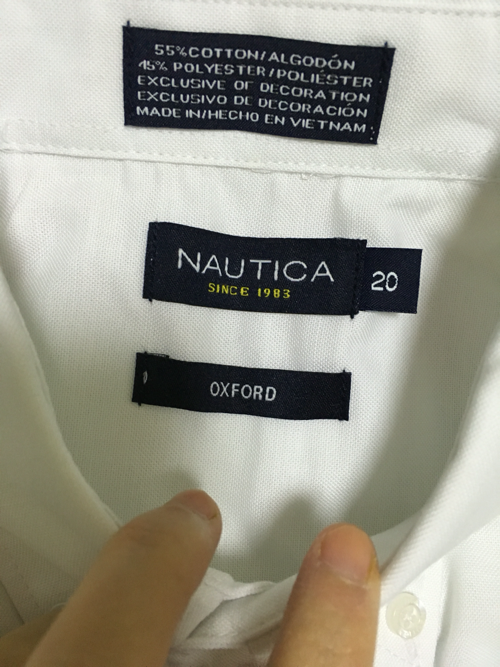 55% COTTON/ALGODÓN
45% POLYESTER/POLIÉSTER
EXCLUSIVE OF DECORATION
EXCLUSIVO DE DECORACIÓN
MADE IN/HECHO EN VIETNAM
NAUTICA
SINCE 1983
20
OXFORD